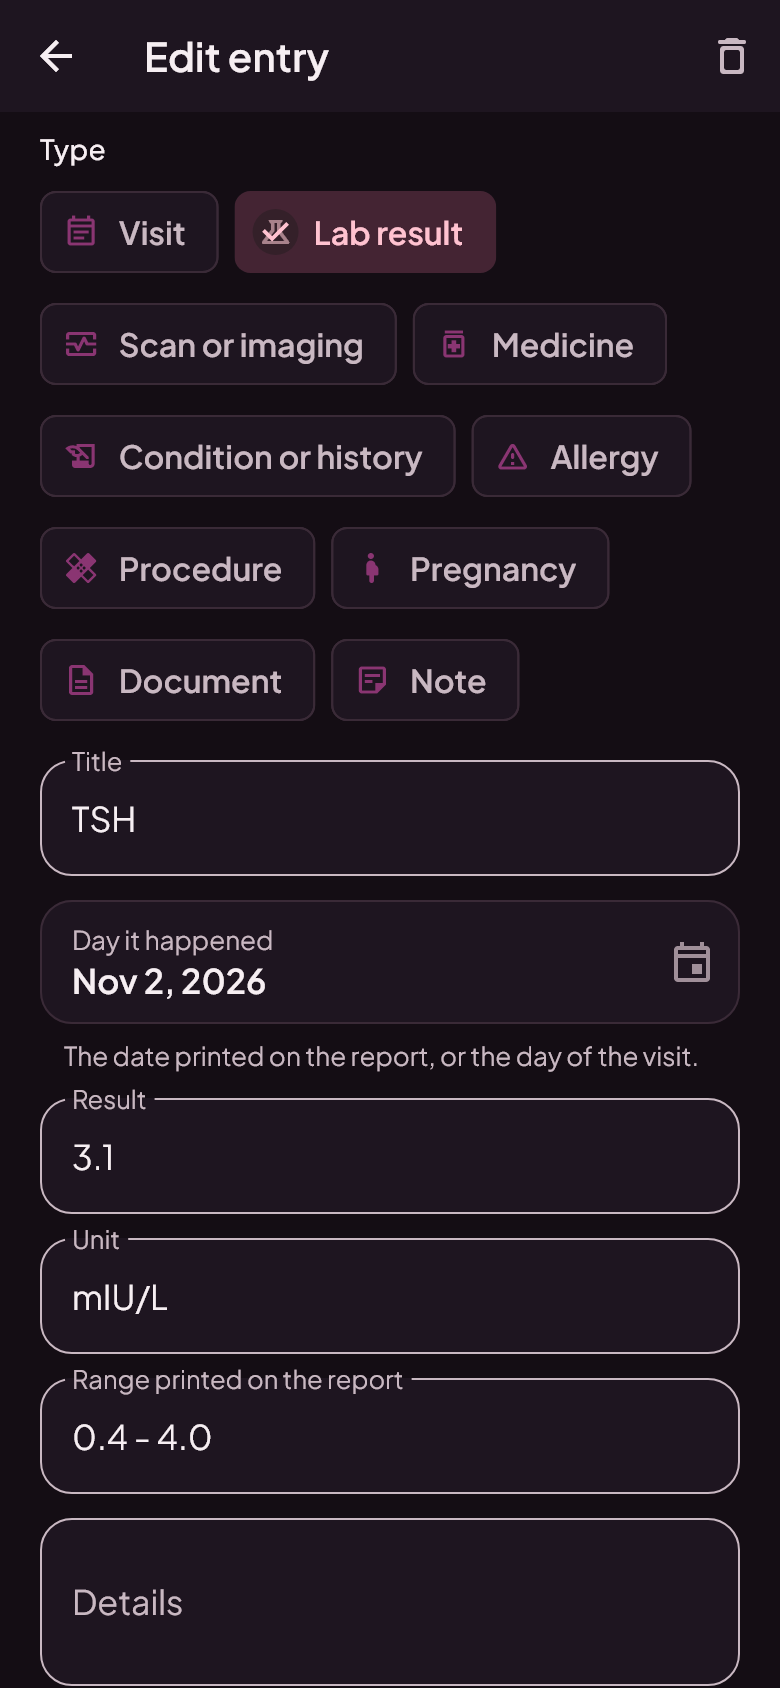 Edit entry
Type
Visit
Lab result
Scan or imaging
Medicine
Condition or history
Allergy
Procedure
Pregnancy
Document
Note
Title
TSH
Day it happened
Nov 2, 2026
The date printed on the report, or the day of the visit.
Result
3.1
Unit
mIU/L
Range printed on the report
0.4 - 4.0
Details